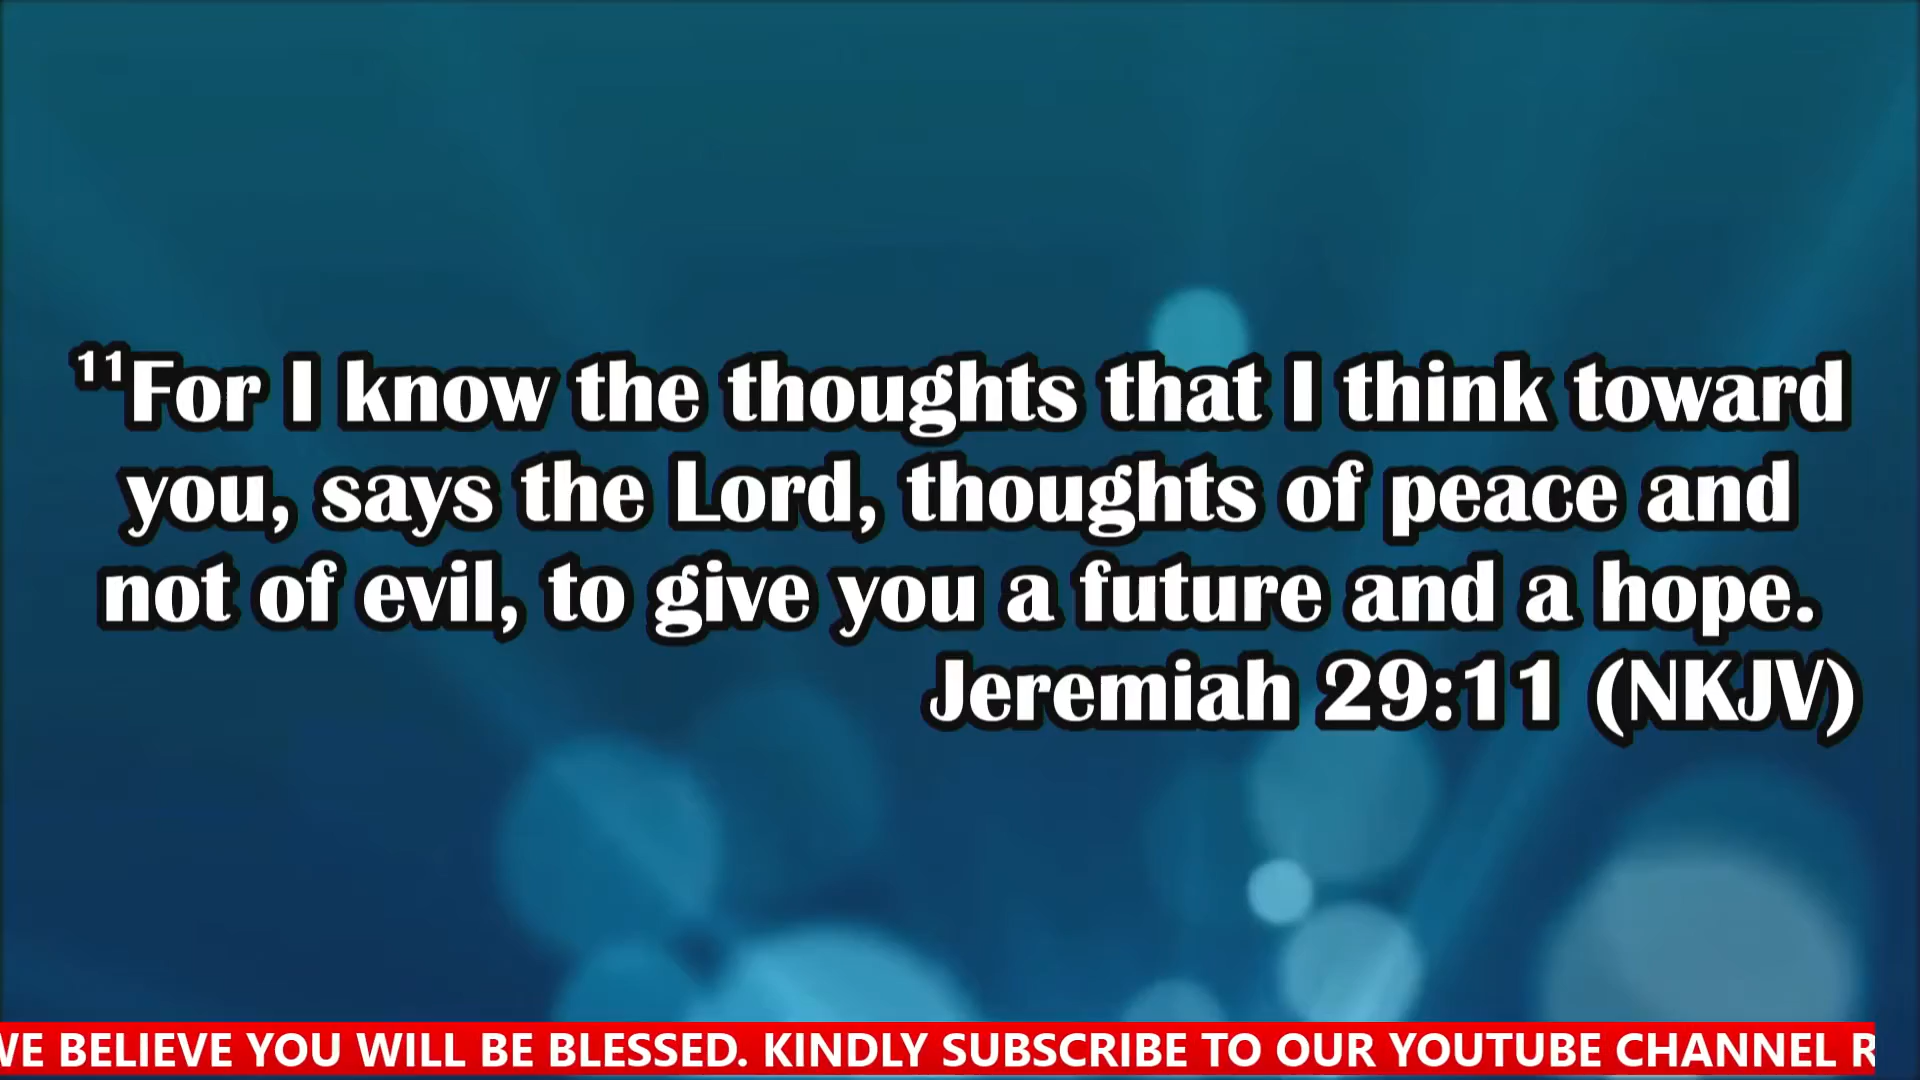 ¹¹For I know the thoughts that I think toward
you, says the Lord, thoughts of peace and
not of evil, to give you a future and a hope.
Jeremiah 29:11 (NKJV)
WE BELIEVE YOU WILL BE BLESSED. KINDLY SUBSCRIBE TO OUR YOUTUBE CHANNEL